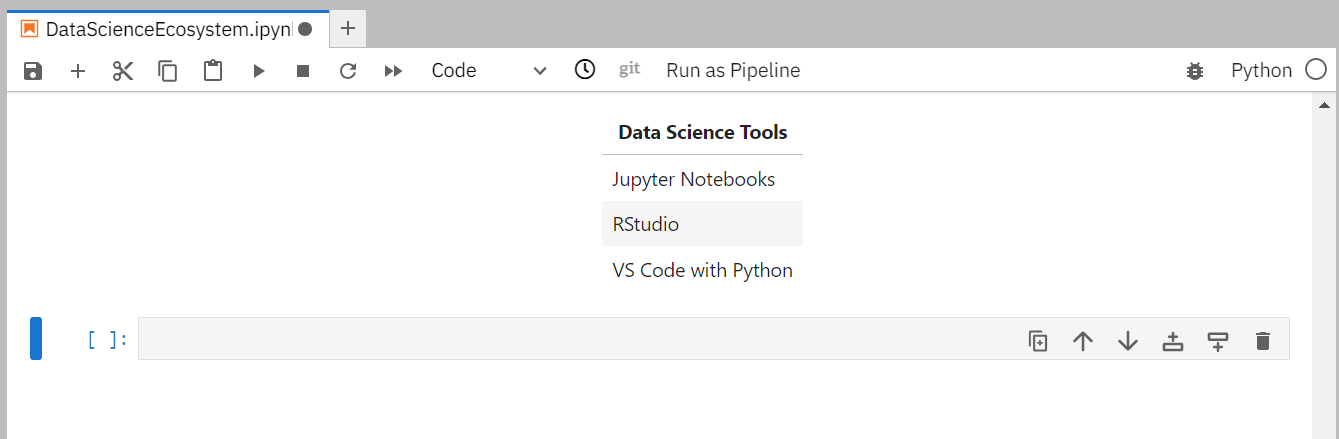 DataScienceEcosystem.ipyn
Code git Run as Pipeline Python
Data Science Tools
Jupyter Notebooks
RStudio
VS Code with Python
[ ]: